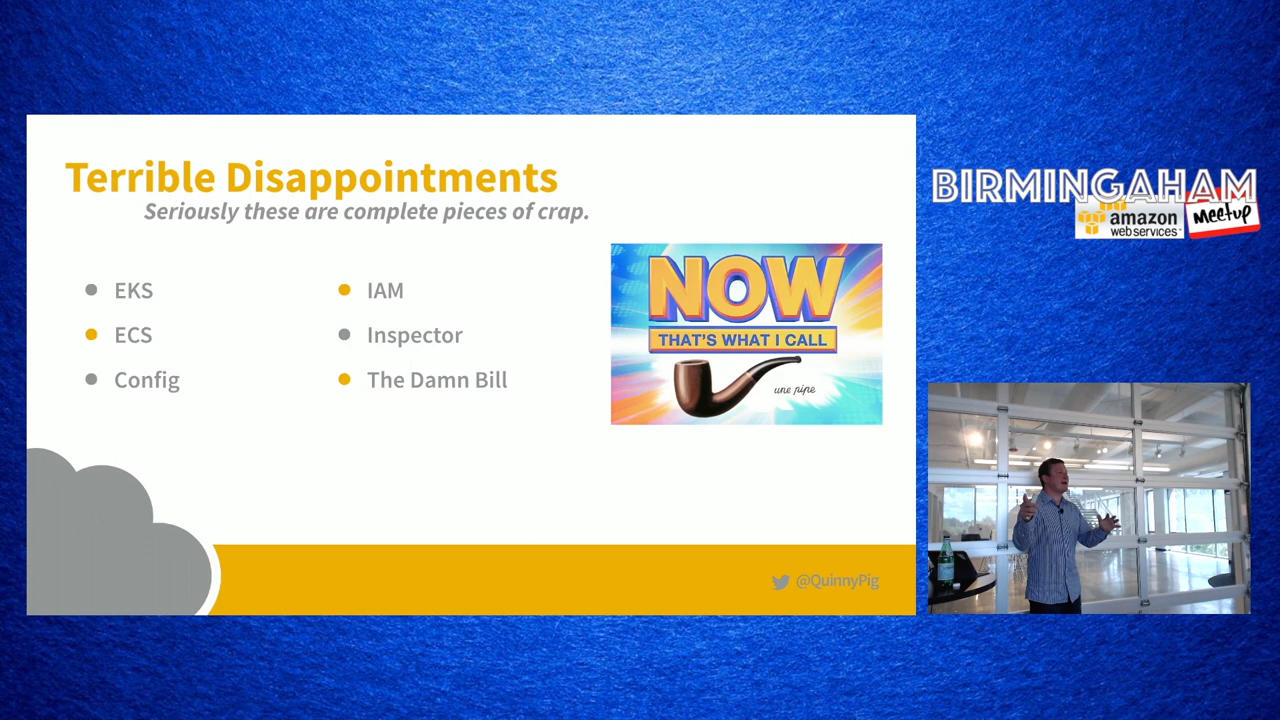 Terrible Disappointments
Seriously these are complete pieces of crap.
EKS
ECS
Config
IAM
Inspector
The Damn Bill
NOW
THAT'S WHAT I CALL
une pipe
@QuinnyPig
BIRMINGAHAM
amazon
web services™
Meetup